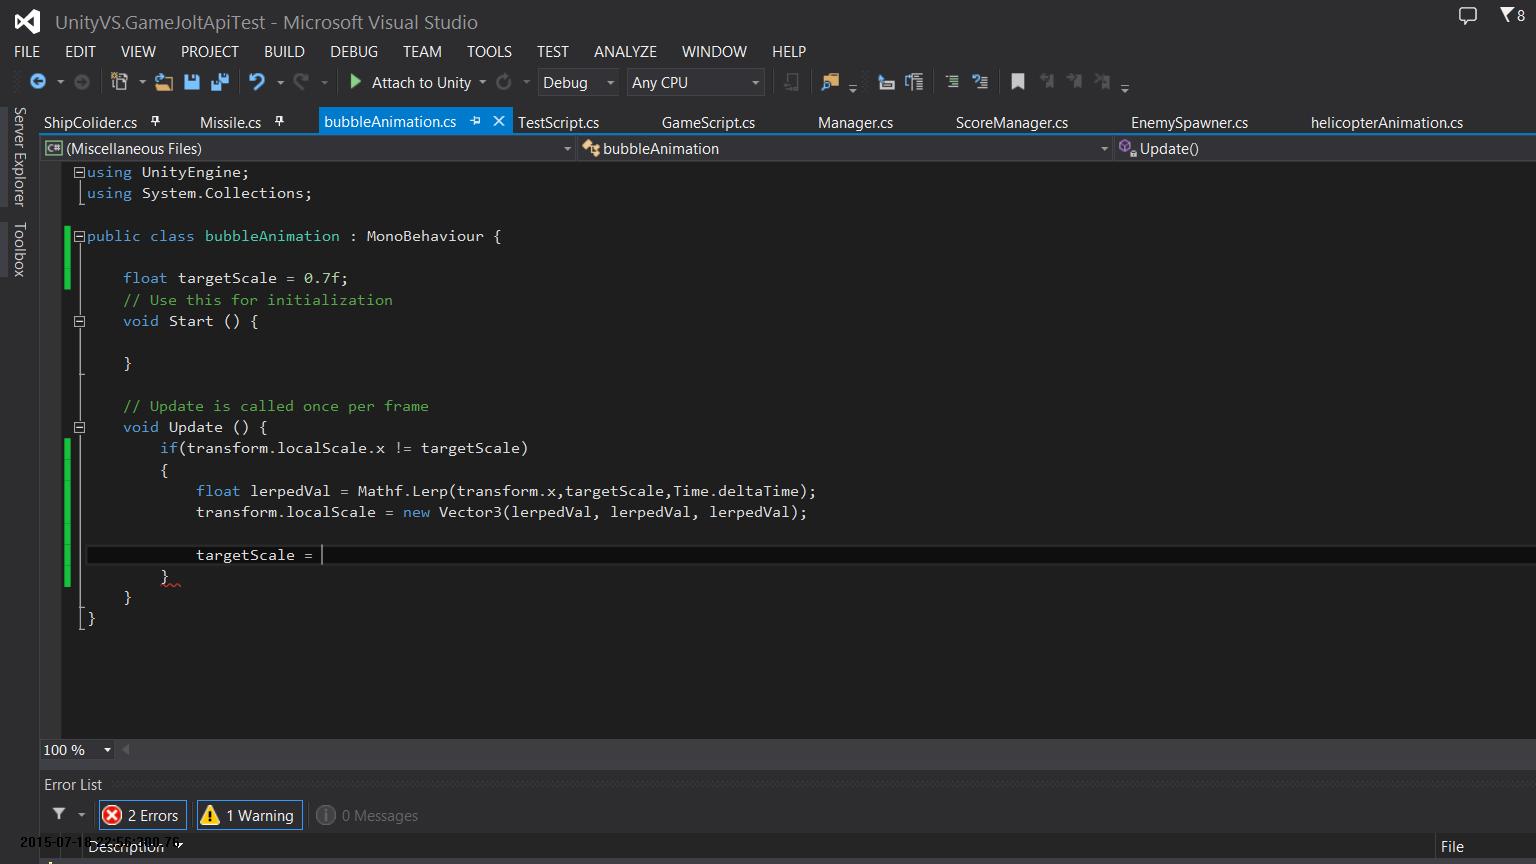 UnityVS.GameJoltApiTest - Microsoft Visual Studio
8
FILE EDIT VIEW PROJECT BUILD DEBUG TEAM TOOLS TEST ANALYZE WINDOW HELP
Attach to Unity Debug Any CPU
Server Explorer
Toolbox
ShipColider.cs Missile.cs bubbleAnimation.cs TestScript.cs GameScript.cs Manager.cs ScoreManager.cs EnemySpawner.cs helicopterAnimation.cs
C# (Miscellaneous Files) bubbleAnimation Update()
using UnityEngine;
using System.Collections;
public class bubbleAnimation : MonoBehaviour {
float targetScale = 0.7f;
// Use this for initialization
void Start () {
}
// Update is called once per frame
void Update () {
if(transform.localScale.x != targetScale)
{
float lerpedVal = Mathf.Lerp(transform.x,targetScale,Time.deltaTime);
transform.localScale = new Vector3(lerpedVal, lerpedVal, lerpedVal);
targetScale =
}
}
}
100 %
Error List
2 Errors 1 Warning 0 Messages
Description File